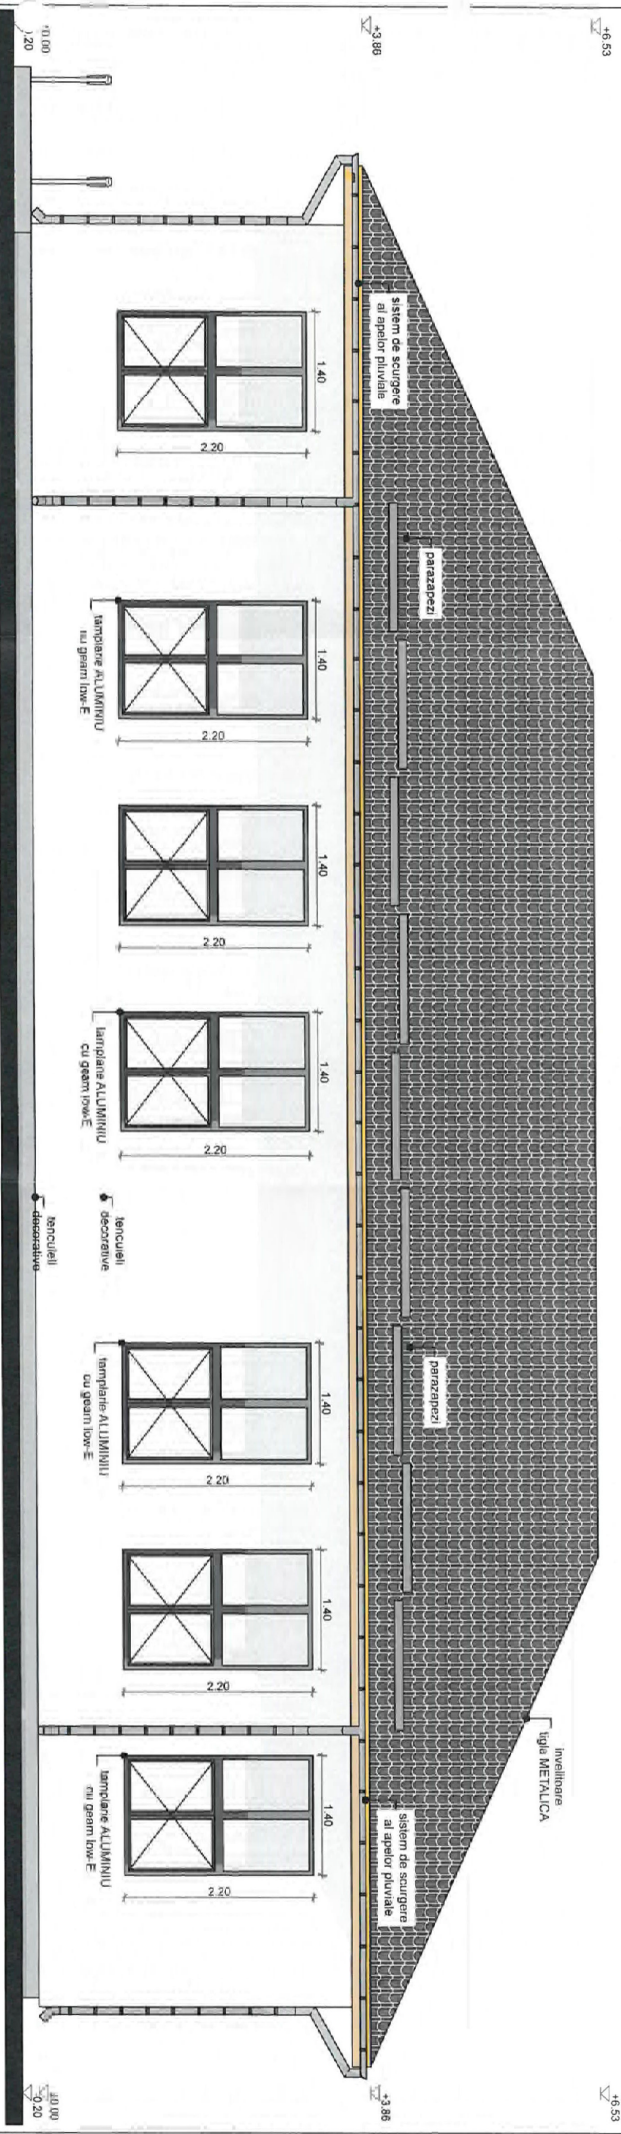 +6.53
+3.86
±0.00
sistem de scurgere
al apelor pluviale
parazapezi
parazapezi
invelitoare
tigla METALICA
sistem de scurgere
al apelor pluviale
1.40
2.20
1.40
2.20
1.40
2.20
1.40
2.20
1.40
2.20
1.40
2.20
1.40
2.20
tamplarie ALUMINIU
cu geam low-E
tamplarie ALUMINIU
cu geam low-E
tencuieli
decorative
tencuieli
decorative
tamplarie ALUMINIU
cu geam low-E
tamplarie ALUMINIU
cu geam low-E
+6.53
+3.86
±0.00